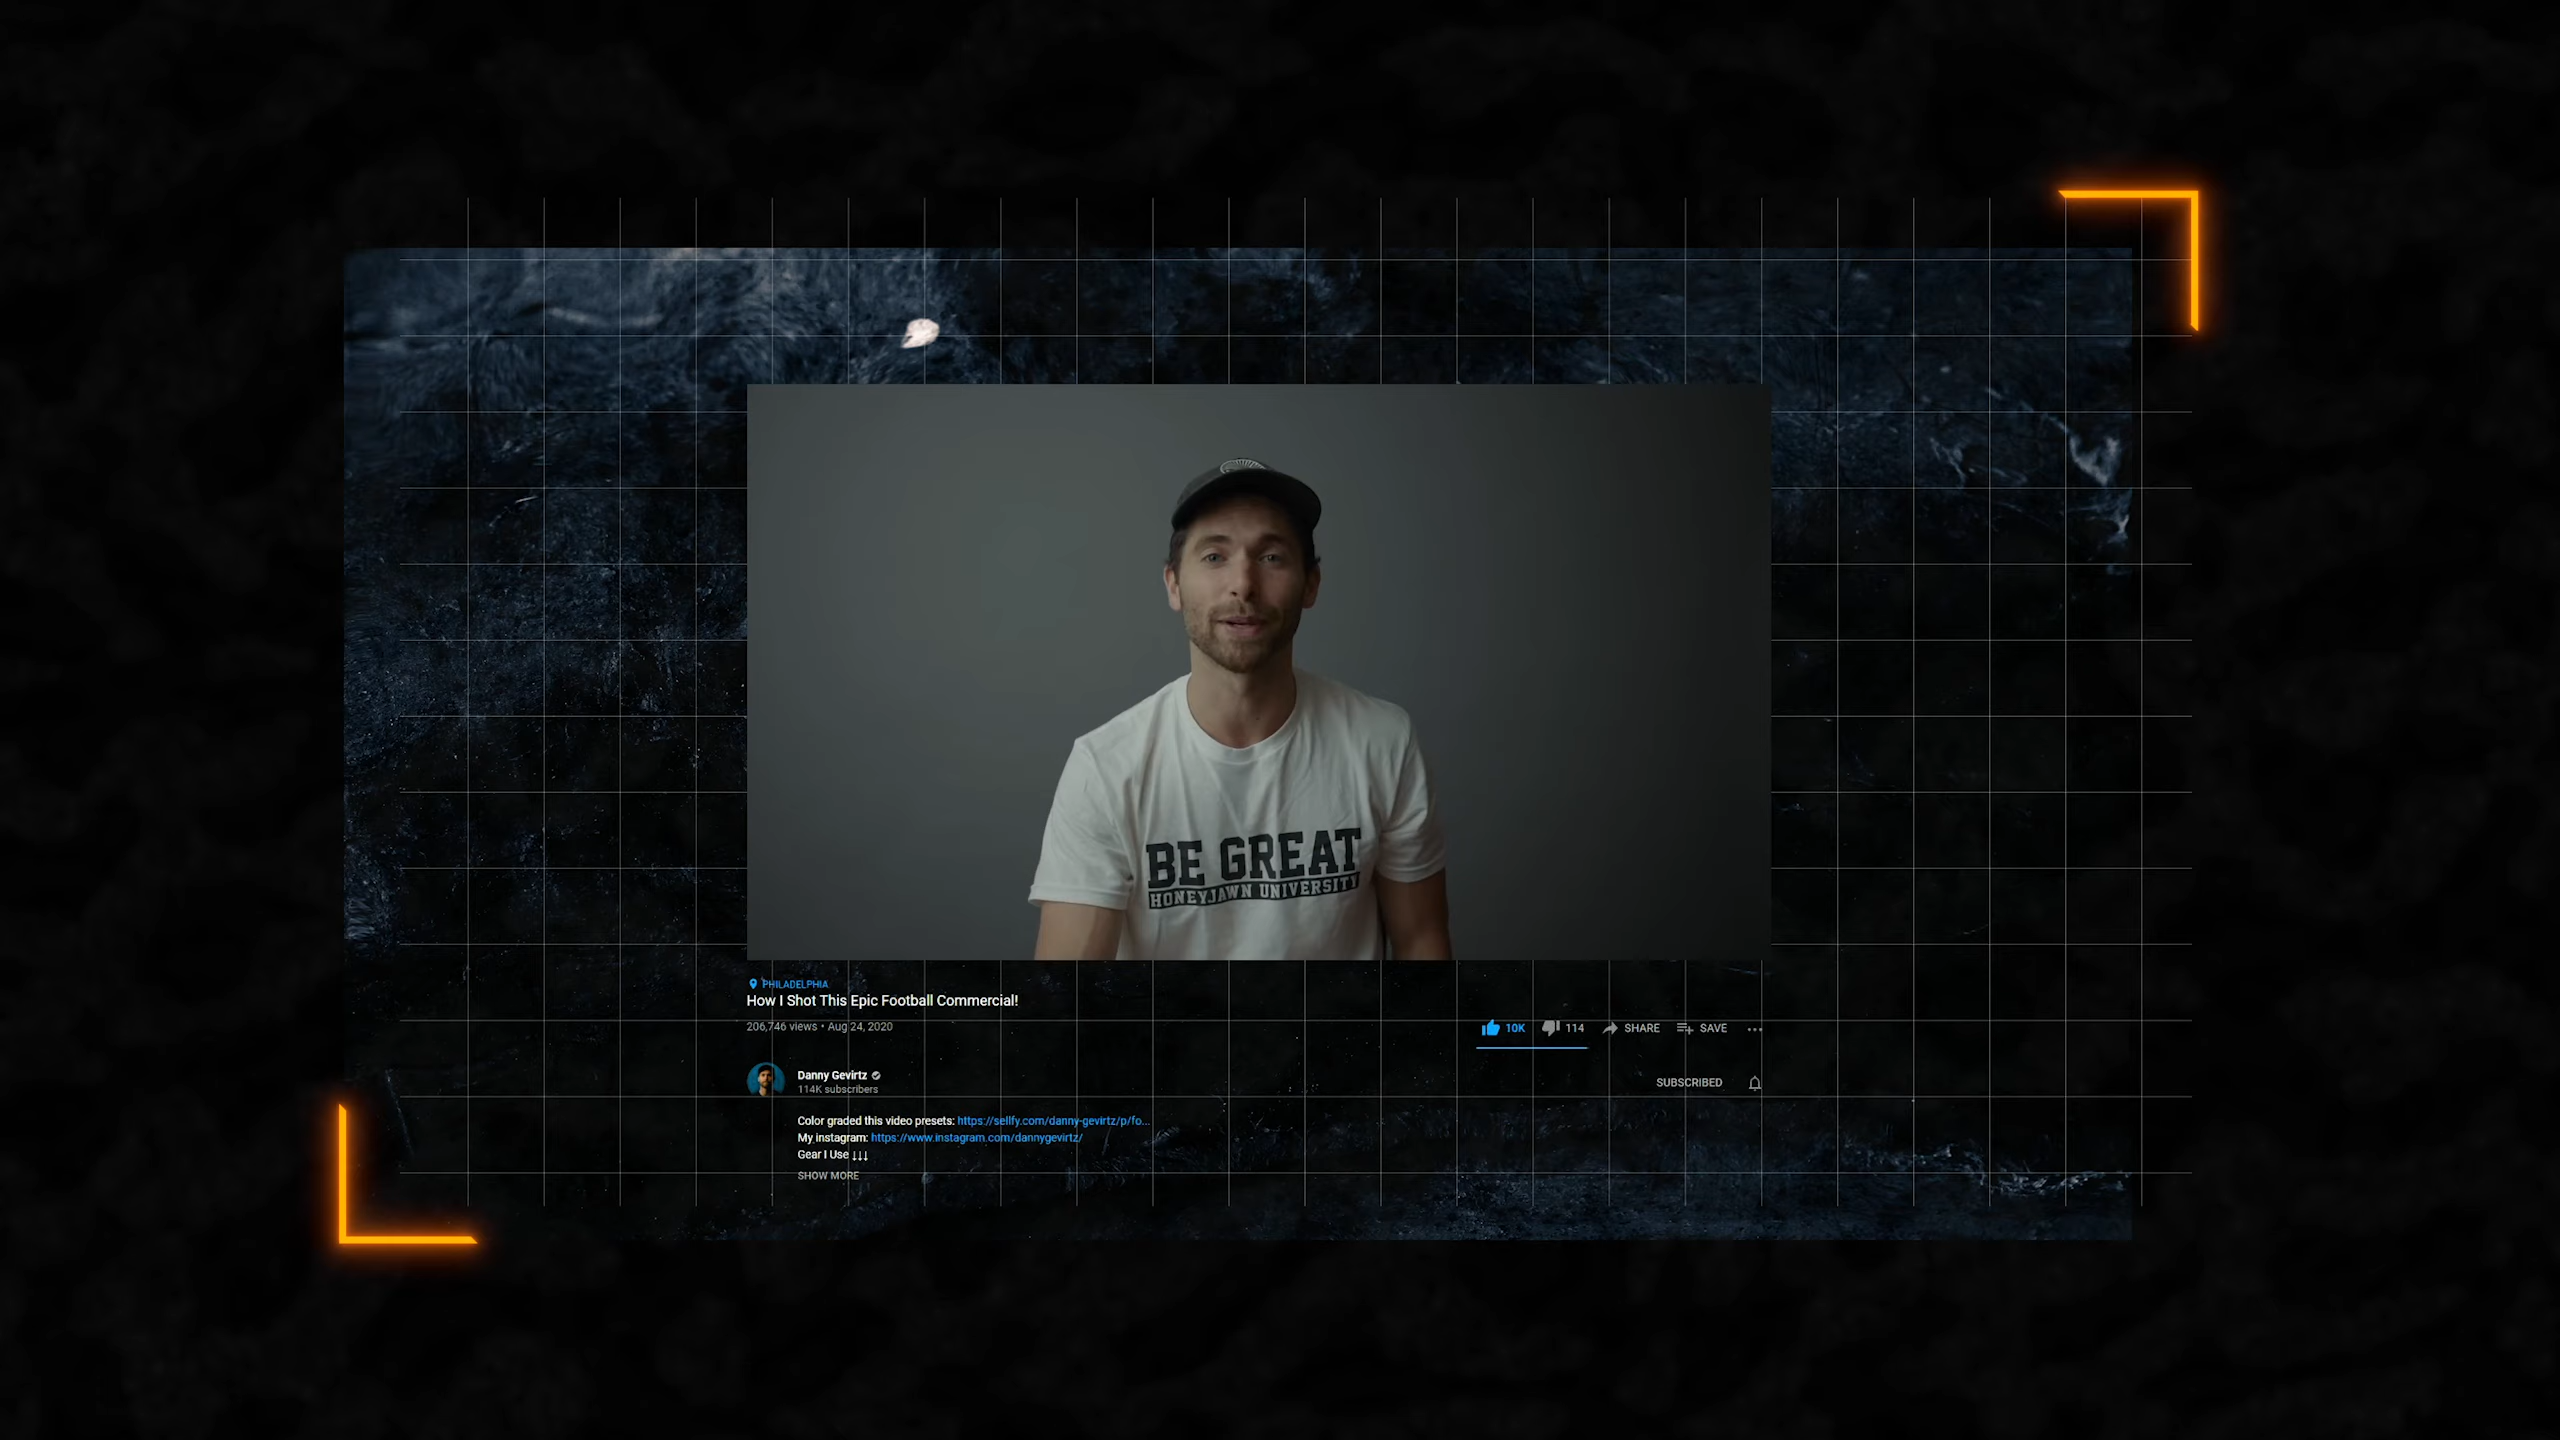 BE GREAT
HONEYJAWN UNIVERSITY
PHILADELPHIA
How I Shot This Epic Football Commercial!
206,746 views • Aug 24, 2020
10K 114 SHARE SAVE
Danny Gevirtz
114K subscribers
SUBSCRIBED
Color graded this video presets: https://sellfy.com/danny-gevirtz/p/fo...
My instagram: https://www.instagram.com/dannygevirtz/
Gear I Use ↓↓↓
SHOW MORE